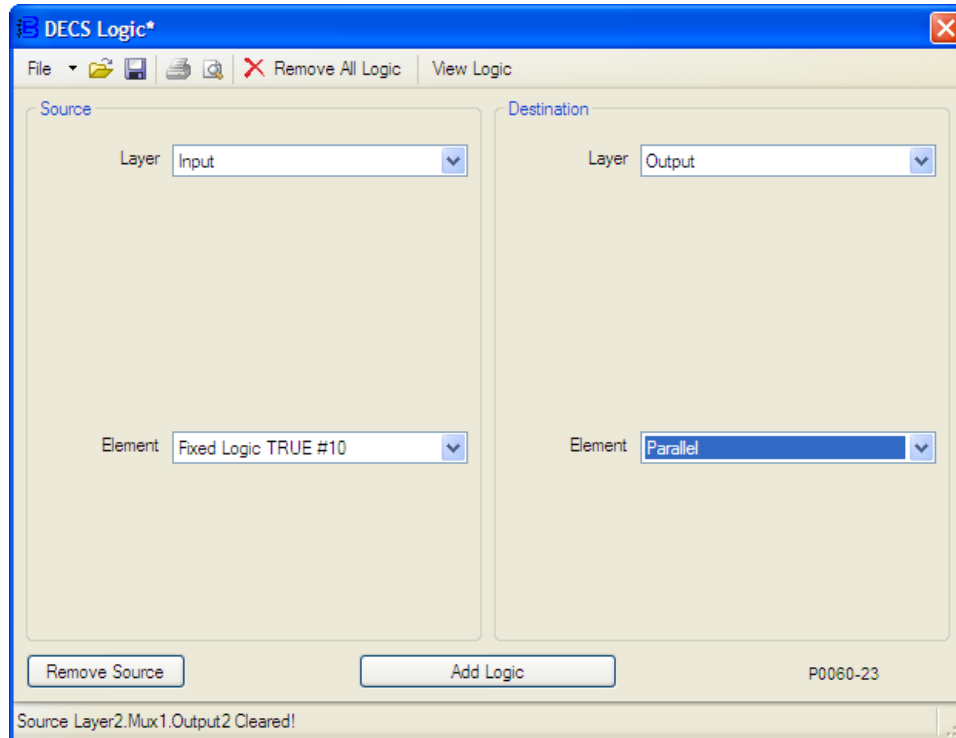 DECS Logic*
File Remove All Logic View Logic
Source
Layer Input
Element Fixed Logic TRUE #10
Destination
Layer Output
Element Parallel
Remove Source Add Logic P0060-23
Source Layer2.Mux1.Output2 Cleared!